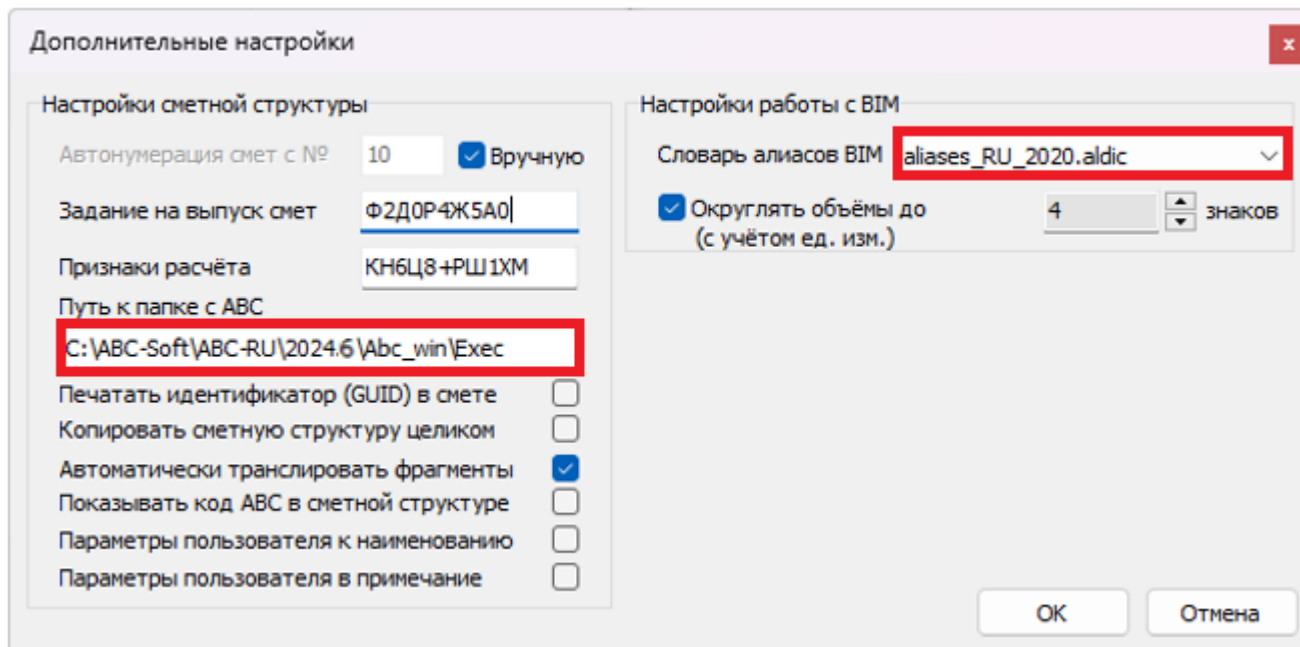 Дополнительные настройки
x
Настройки сметной структуры
Автонумерация смет с № 10 Вручную
Задание на выпуск смет Ф2Д0Р4Ж5А0
Признаки расчёта КН6Ц8+РШ1ХМ
Путь к папке с АВС
C:\ABC-Soft\ABC-RU\2024.6\Abc_win\Exec
Печатать идентификатор (GUID) в смете
Копировать сметную структуру целиком
Автоматически транслировать фрагменты
Показывать код АВС в сметной структуре
Параметры пользователя к наименованию
Параметры пользователя в примечание
Настройки работы с BIM
Словарь алиасов BIM aliases_RU_2020.aldic
Округлять объёмы до 4 знаков
(с учётом ед. изм.)
OK Отмена